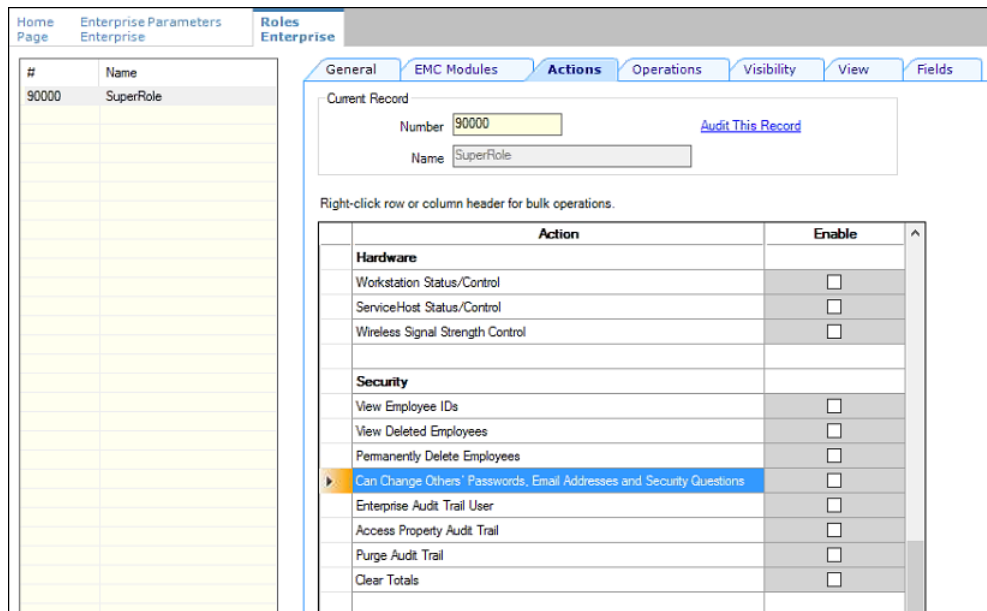 Home Page
Enterprise Parameters Enterprise
Roles Enterprise
# Name
90000 SuperRole
General EMC Modules Actions Operations Visibility View Fields
Current Record
Number 90000 Audit This Record
Name SuperRole
Right-click row or column header for bulk operations.
Action Enable
Hardware
Workstation Status/Control
ServiceHost Status/Control
Wireless Signal Strength Control
Security
View Employee IDs
View Deleted Employees
Permanently Delete Employees
Can Change Others' Passwords, Email Addresses and Security Questions
Enterprise Audit Trail User
Access Property Audit Trail
Purge Audit Trail
Clear Totals